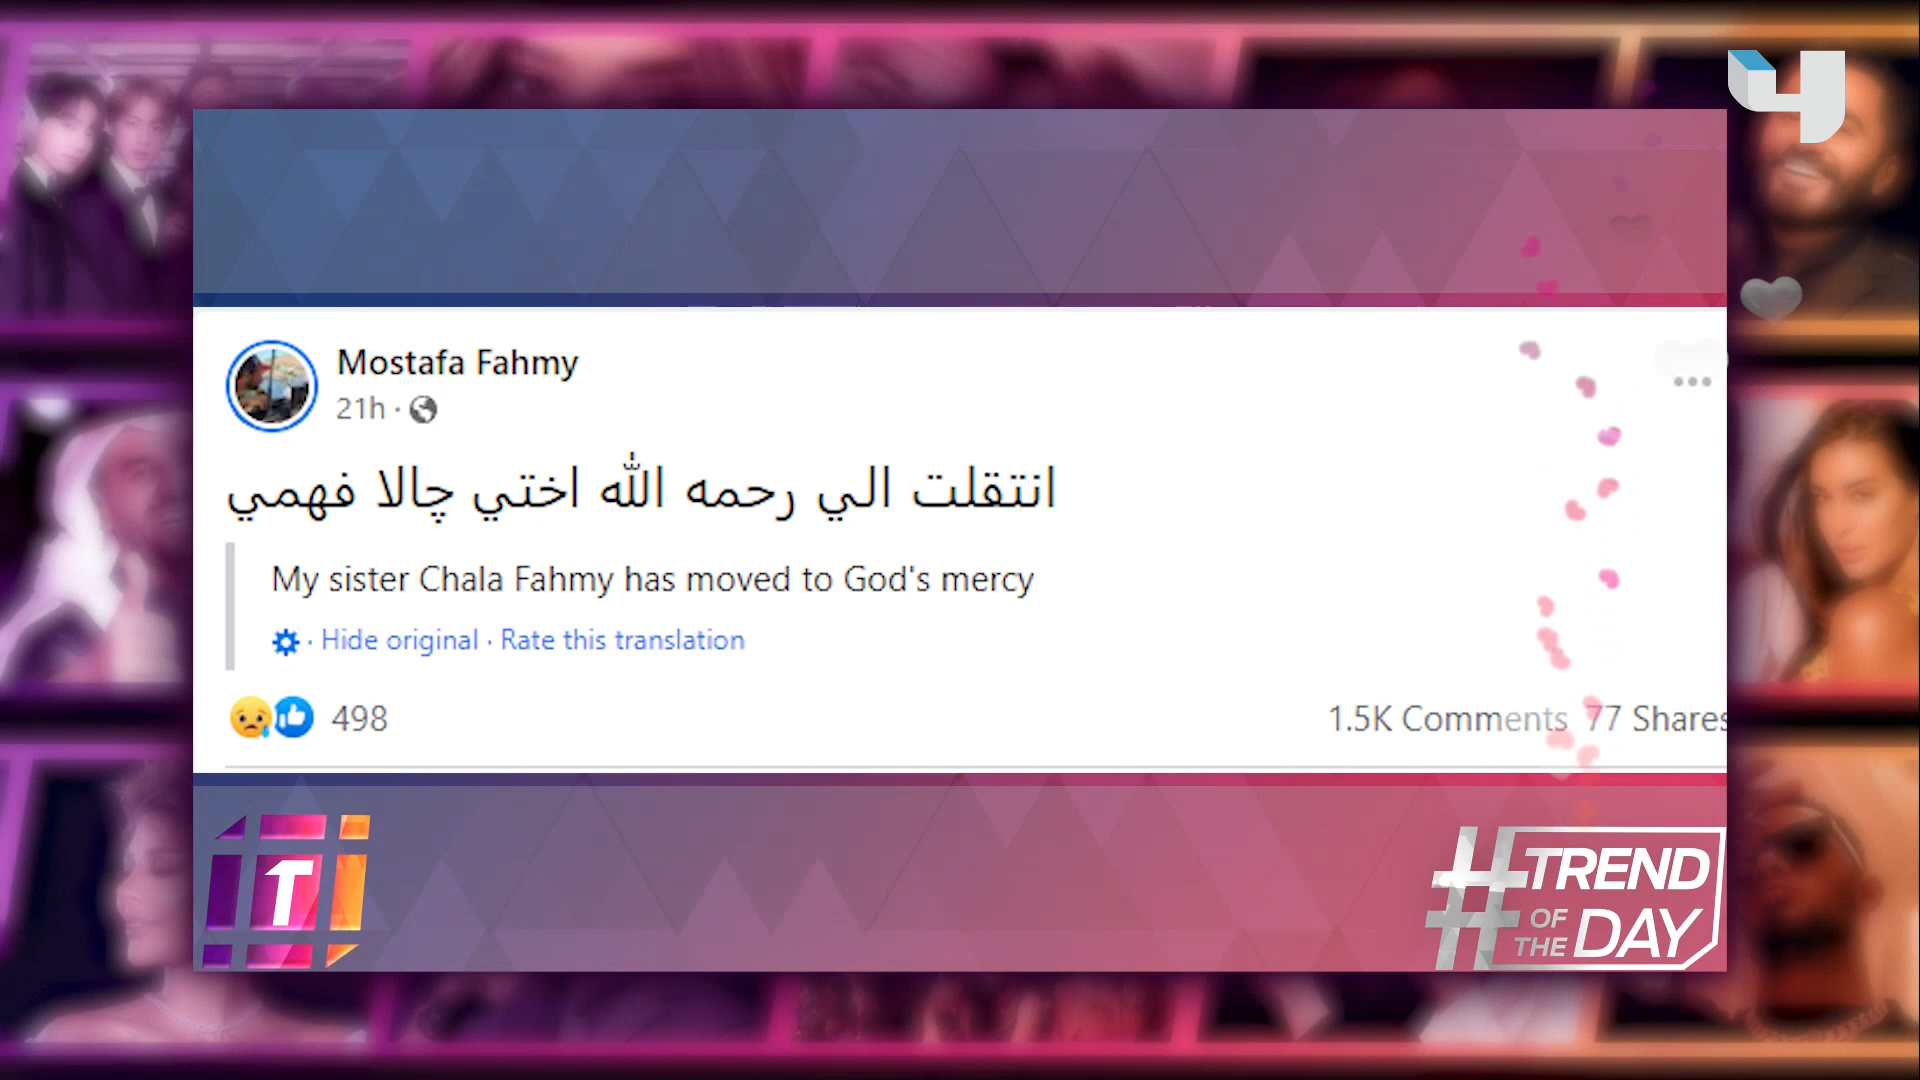 Mostafa Fahmy
21h ·
انتقلت الي رحمه الله اختي چالا فهمي
My sister Chala Fahmy has moved to God's mercy
· Hide original · Rate this translation
498
1.5K Comments 77 Shares
T
#TREND
OF THE DAY
4